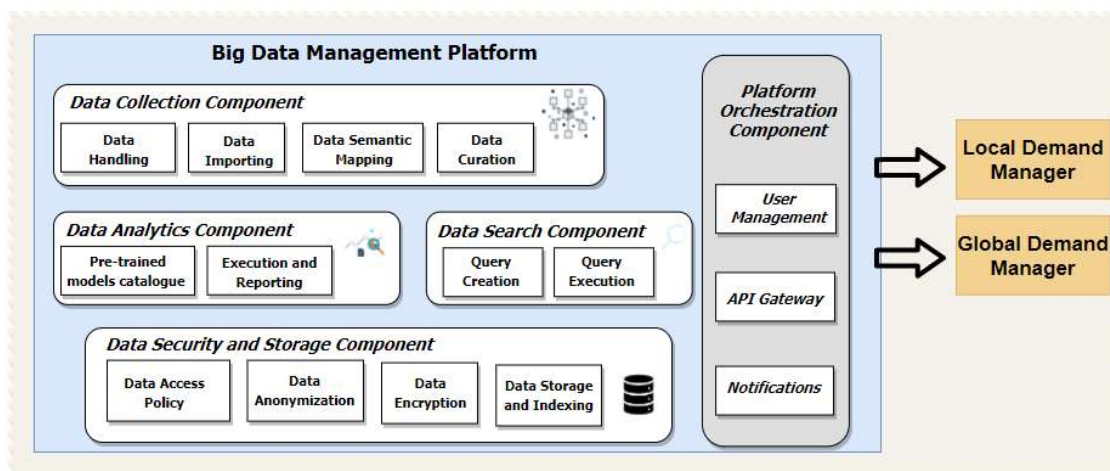 Big Data Management Platform
Data Collection Component
Data
Handling
Data
Importing
Data Semantic
Mapping
Data
Curation
Data Analytics Component
Pre-trained
models catalogue
Execution and
Reporting
Data Search Component
Query
Creation
Query
Execution
Data Security and Storage Component
Data Access
Policy
Data
Anonymization
Data
Encryption
Data Storage
and Indexing
Platform
Orchestration
Component
User
Management
API Gateway
Notifications
Local Demand
Manager
Global Demand
Manager